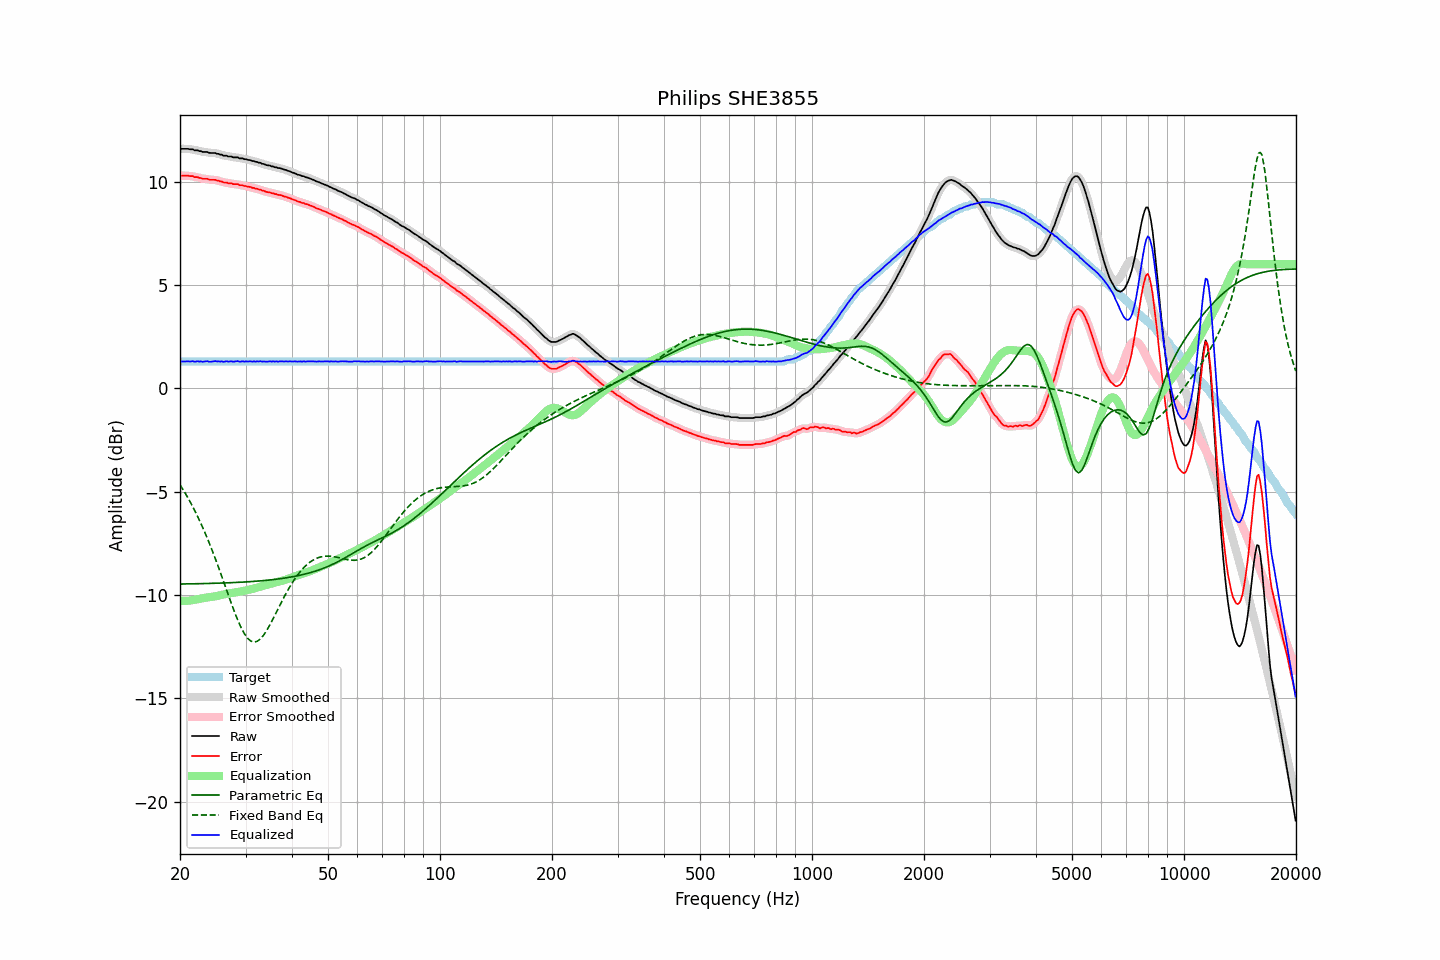 Philips SHE3855
Amplitude (dBr)
10
5
0
−5
−10
−15
−20
Target
Raw Smoothed
Error Smoothed
Raw
Error
Equalization
Parametric Eq
Fixed Band Eq
Equalized
20
50
100
200
500
1000
2000
5000
10000
20000
Frequency (Hz)